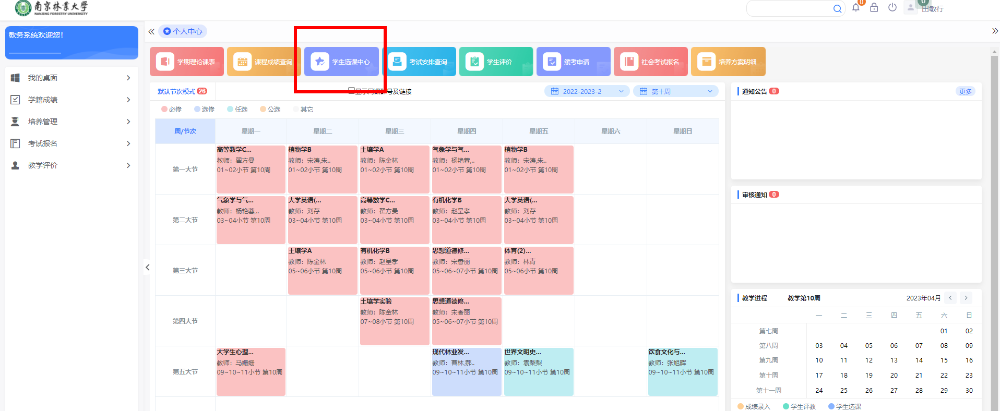 南京林業大學
NANJING FORESTRY UNIVERSITY
0
0
田敏行
教务系统欢迎您！
个人中心
我的桌面
学籍成绩
培养管理
考试报名
教学评价
学期理论课表
课程成绩查询
学生选课中心
考试安排查询
学生评价
缓考申请
社会考试报名
培养方案明细
默认节次模式 26
显示网课群号及链接
2022-2023-2
第十周
必修 选修 任选 公选 其它
周/节次 星期一 星期二 星期三 星期四 星期五 星期六 星期日
第一大节
高等数学C...
教师：翟方曼
01~02小节 第10周
植物学B
教师：宋涛,朱..
01~02小节 第10周
土壤学A
教师：陈金林
01~02小节 第10周
气象学与气...
教师：杨艳蓉,..
01~02小节 第10周
植物学B
教师：宋涛,朱..
01~02小节 第10周
第二大节
气象学与气...
教师：杨艳蓉,..
03~04小节 第10周
大学英语(...
教师：刘存
03~04小节 第10周
高等数学C...
教师：翟方曼
03~04小节 第10周
有机化学B
教师：赵呈孝
03~04小节 第10周
大学英语(...
教师：刘存
03~04小节 第10周
第三大节
土壤学A
教师：陈金林
05~06小节 第10周
有机化学B
教师：赵呈孝
05~06小节 第10周
思想道德修...
教师：宋香丽
05~06~07小节 第10周
体育(2)...
教师：林青
05~06小节 第10周
第四大节
土壤学实验
教师：陈金林
07~08小节 第10周
思想道德修...
教师：宋香丽
05~06~07小节 第10周
第五大节
大学生心理...
教师：马姗姗
09~10~11小节 第10周
现代林业发...
教师：曹林,郝..
09~10~11小节 第10周
世界文明史...
教师：袁梨梨
09~10~11小节 第10周
饮食文化与...
教师：张旭晖
09~10~11小节 第10周
通知公告 0
更多
审核通知 0
教学进程 教学第10周 2023年04月
一 二 三 四 五 六 日
第七周 01 02
第八周 03 04 05 06 07 08 09
第九周 10 11 12 13 14 15 16
第十周 17 18 19 20 21 22 23
第十一周 24 25 26 27 28 29 30
成绩录入 学生评教 学生选课